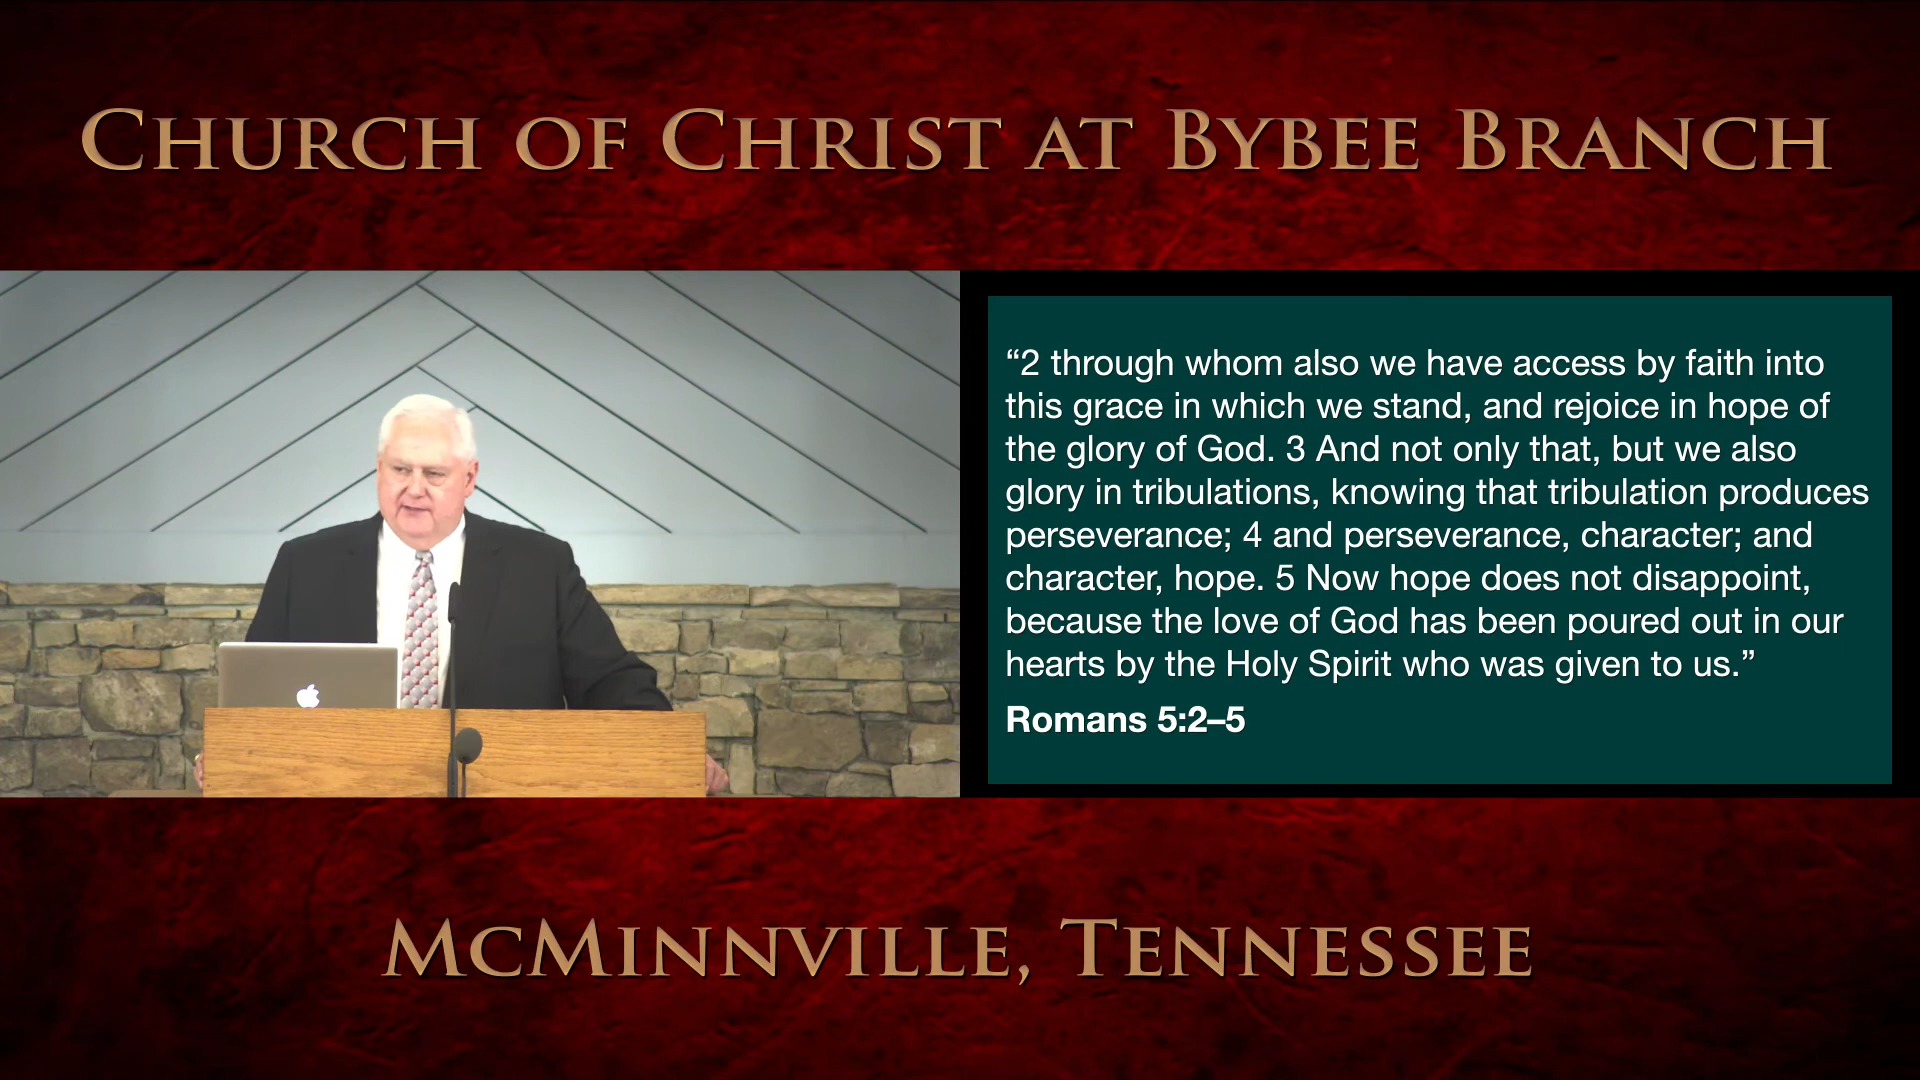 Church of Christ at Bybee Branch
“2 through whom also we have access by faith into
this grace in which we stand, and rejoice in hope of
the glory of God. 3 And not only that, but we also
glory in tribulations, knowing that tribulation produces
perseverance; 4 and perseverance, character; and
character, hope. 5 Now hope does not disappoint,
because the love of God has been poured out in our
hearts by the Holy Spirit who was given to us.”
Romans 5:2–5
McMinnville, Tennessee